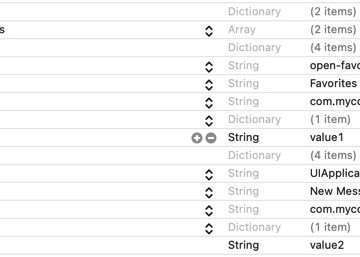 Dictionary (2 items)
s Array (2 items)
Dictionary (4 items)
String open-favo
String Favorites
String com.myco
Dictionary (1 item)
String value1
Dictionary (4 items)
String UIApplica
String New Mess
String com.myco
Dictionary (1 item)
String value2